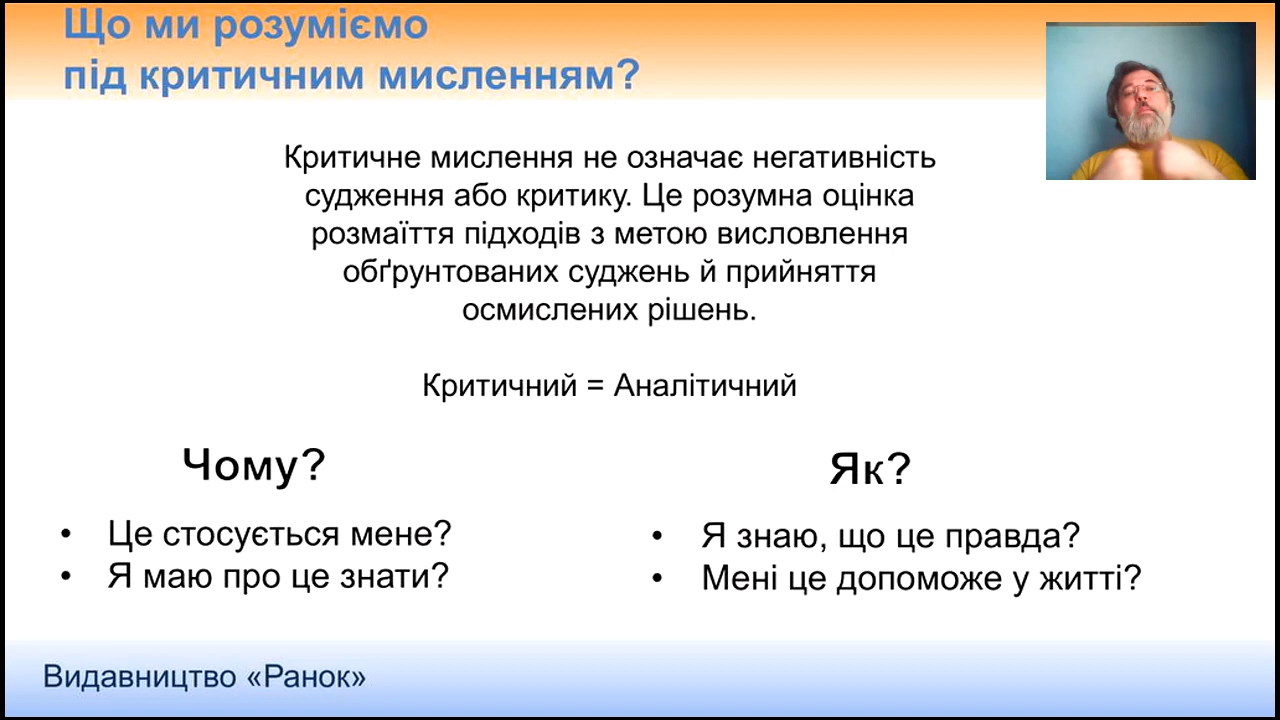 Що ми розуміємо
під критичним мисленням?
Критичне мислення не означає негативність
судження або критику. Це розумна оцінка
розмаїття підходів з метою висловлення
обґрунтованих суджень й прийняття
осмислених рішень.
Критичний = Аналітичний
Чому?
• Це стосується мене?
• Я маю про це знати?
Як?
• Я знаю, що це правда?
• Мені це допоможе у житті?
Видавництво «Ранок»